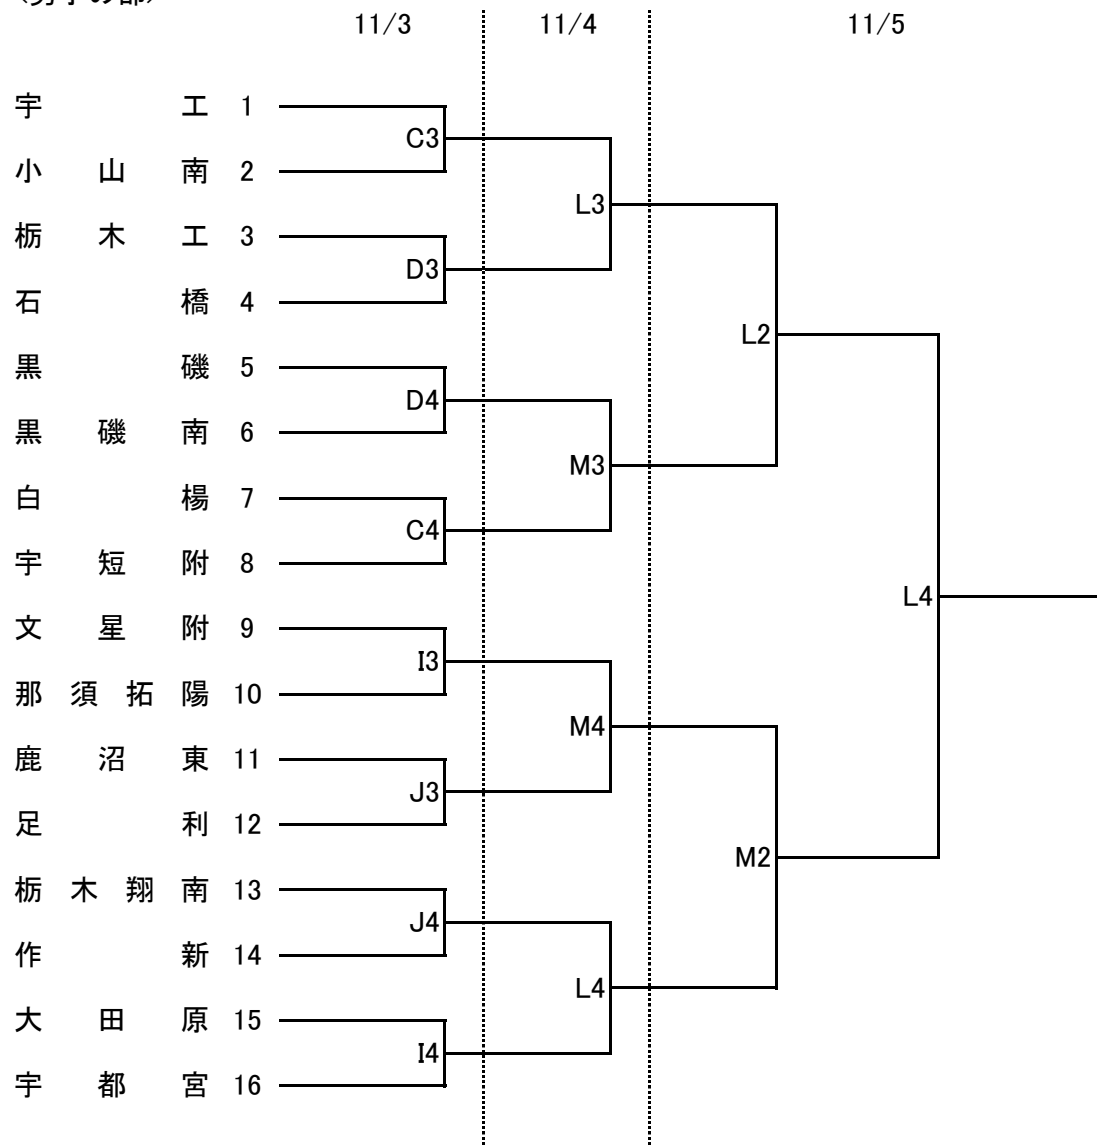 11/3 11/4 11/5
宇工 1
C3
小山南 2
L3
栃木工 3
D3
石橋 4
L2
黒磯 5
D4
黒磯南 6
M3
白楊 7
C4
宇短附 8
L4
文星附 9
I3
那須拓陽 10
M4
鹿沼東 11
J3
足利 12
M2
栃木翔南 13
J4
作新 14
L4
大田原 15
I4
宇都宮 16